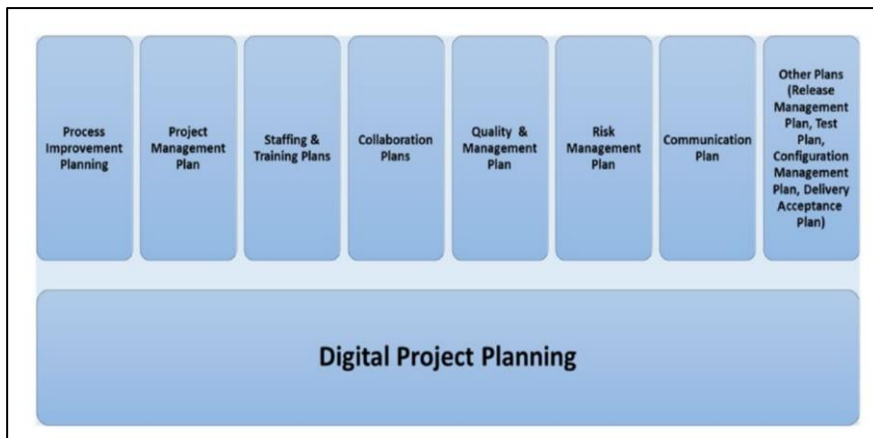 Process
Improvement
Planning
Project
Management
Plan
Staffing &
Training Plans
Collaboration
Plans
Quality &
Management
Plan
Risk
Management
Plan
Communication
Plan
Other Plans
(Release
Management
Plan, Test
Plan,
Configuration
Management
Plan, Delivery
Acceptance
Plan)
Digital Project Planning